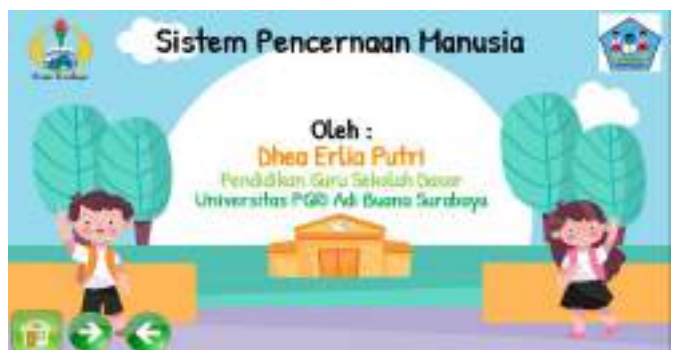 Sistem Pencernaan Manusia
Oleh :
Dhea Erlia Putri
Pendidikan Guru Sekolah Dasar
Universitas PGRI Adi Buana Surabaya